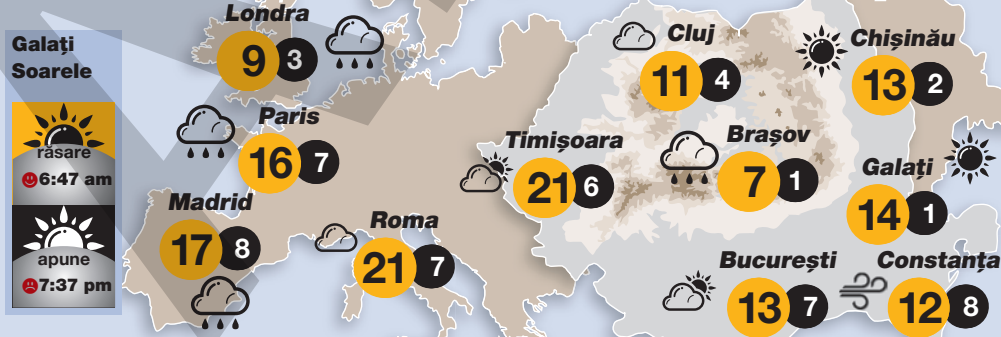 Galați
Soarele
răsare
6:47 am
apune
7:37 pm
Londra
9 3
Paris
16 7
Madrid
17 8
Roma
21 7
Timișoara
21 6
Cluj
11 4
Brașov
7 1
Chișinău
13 2
Galați
14 1
București
13 7
Constanța
12 8